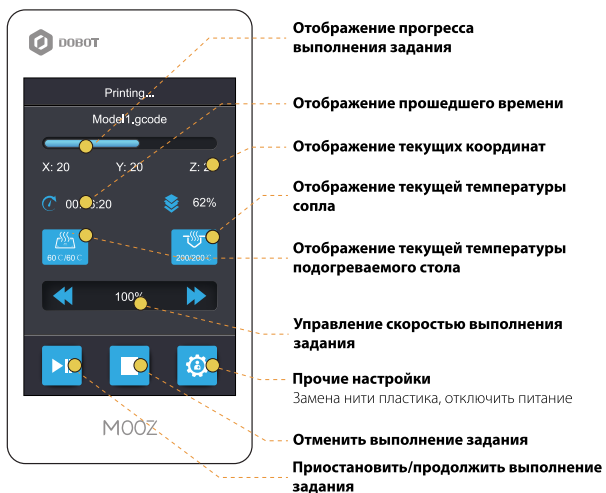 DOBOT
Printing...
Model1.gcode
X: 20 Y: 20 Z:
62%
60 C/60 C
200/200 C
100%
MOOZ
Отображение прогресса
выполнения задания
Отображение прошедшего времени
Отображение текущих координат
Отображение текущей температуры
сопла
Отображение текущей температуры
подогреваемого стола
Управление скоростью выполнения
задания
Прочие настройки
Замена нити пластика, отключить питание
Отменить выполнение задания
Приостановить/продолжить выполнение
задания